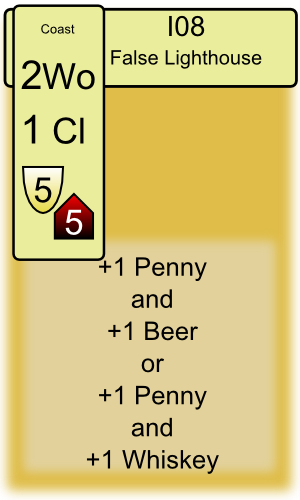 Coast
I08
False Lighthouse
2Wo
1 Cl
5
5
+1 Penny
and
+1 Beer
or
+1 Penny
and
+1 Whiskey